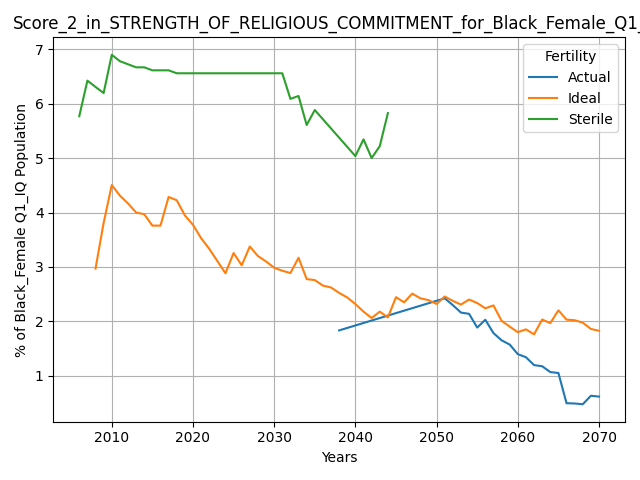 Score_2_in_STRENGTH_OF_RELIGIOUS_COMMITMENT_for_Black_Female_Q1_
Fertility
Actual
Ideal
Sterile
% of Black_Female Q1_IQ Population
7
6
5
4
3
2
1
2010 2020 2030 2040 2050 2060 2070
Years